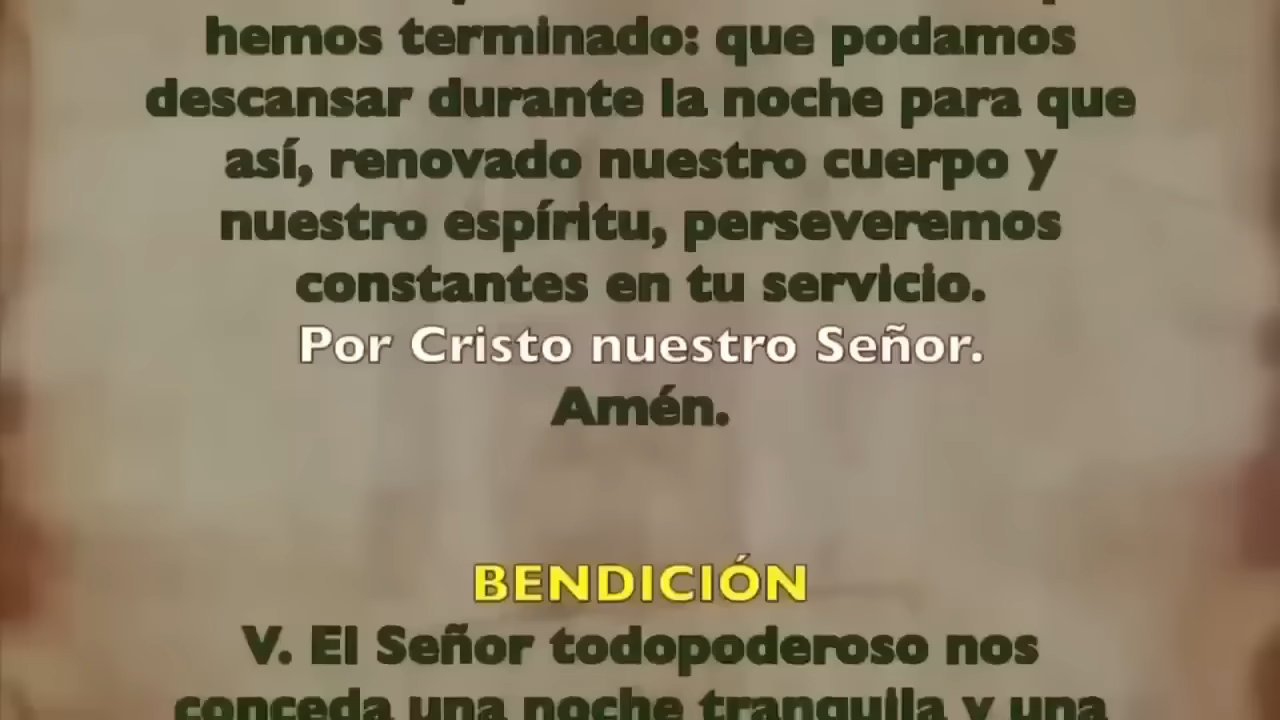 hemos terminado: que podamos
descansar durante la noche para que
así, renovado nuestro cuerpo y
nuestro espíritu, perseveremos
constantes en tu servicio.
Por Cristo nuestro Señor.
Amén.
BENDICIÓN
V. El Señor todopoderoso nos
conceda una noche tranquila y una